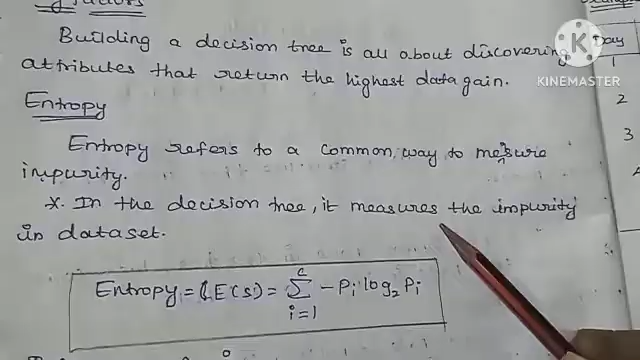 Building a decision tree is all about discovering
attributes that return the highest data gain.
Entropy
Entropy refers to a common way to mesure
impurity.
*. In the decision tree, it measures the impurity
in dataset.
Entropy = (E(s) = c∑i=1 - Pi log2 Pi
Day
1
2
3
KINEMASTER